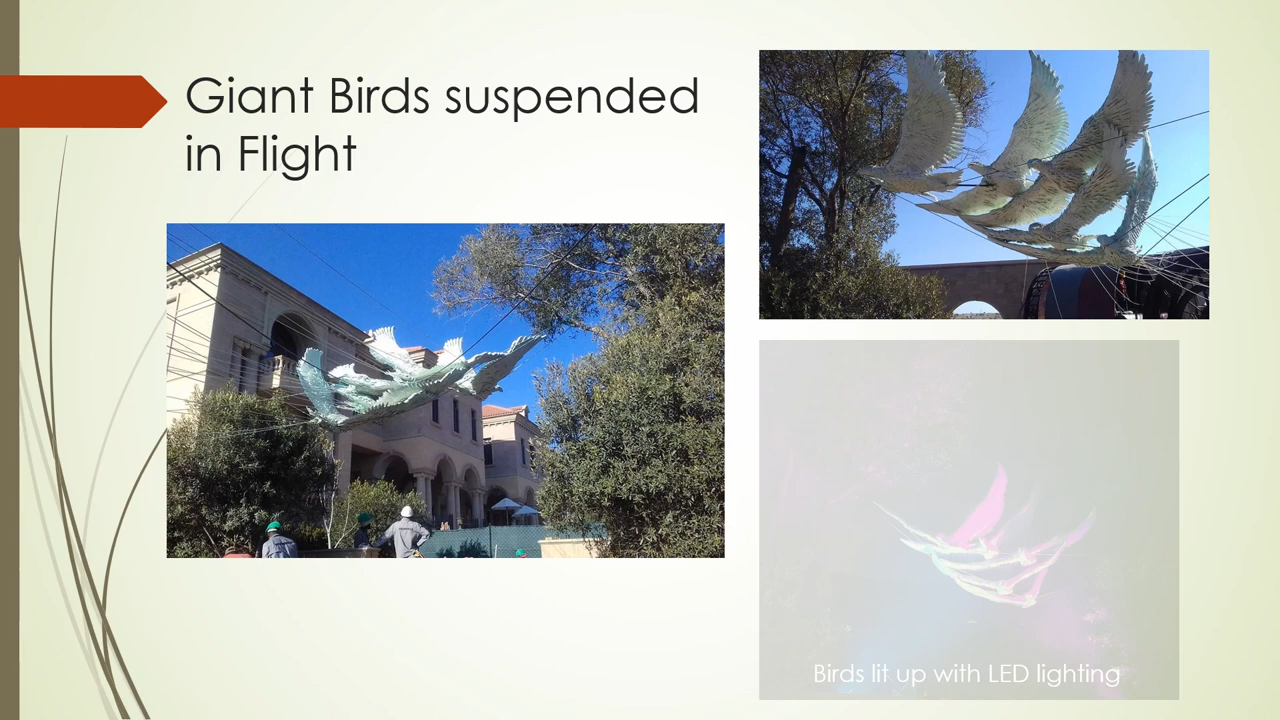 Giant Birds suspended
in Flight
Birds lit up with LED lighting